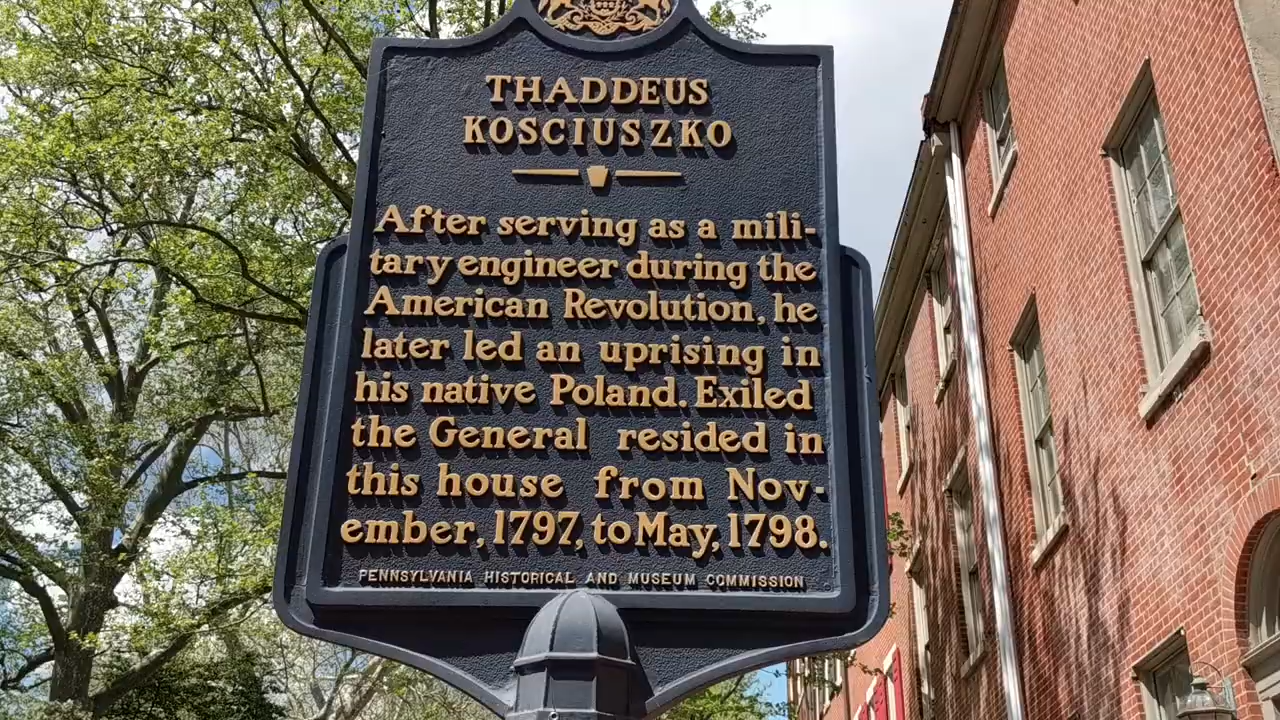 THADDEUS
KOSCIUSZKO
After serving as a mili-
tary engineer during the
American Revolution, he
later led an uprising in
his native Poland. Exiled
the General resided in
this house from Nov-
ember, 1797, to May, 1798.
PENNSYLVANIA HISTORICAL AND MUSEUM COMMISSION